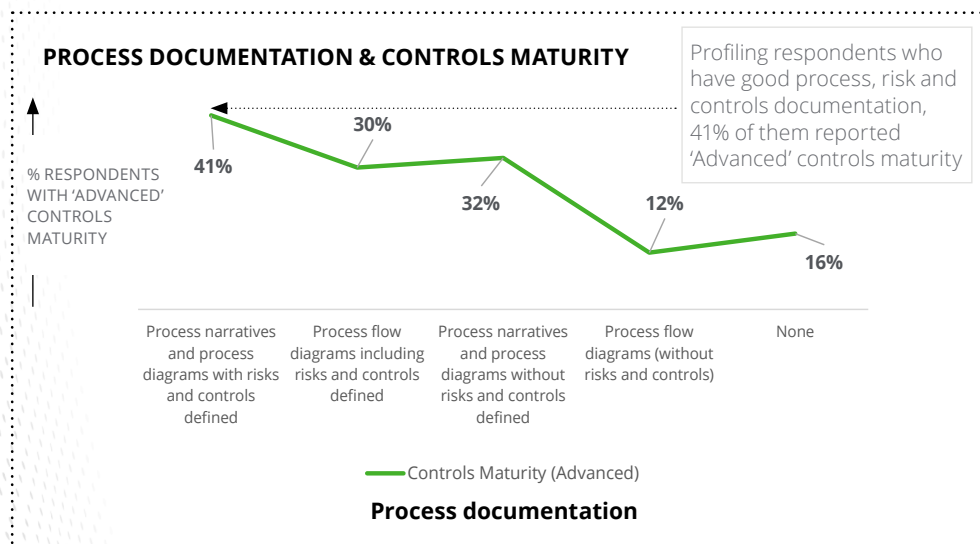 PROCESS DOCUMENTATION & CONTROLS MATURITY
Profiling respondents who
have good process, risk and
controls documentation,
41% of them reported
‘Advanced’ controls maturity
% RESPONDENTS
WITH ‘ADVANCED’
CONTROLS
MATURITY
41%
30%
32%
12%
16%
Process narratives
and process
diagrams with risks
and controls
defined
Process flow
diagrams including
risks and controls
defined
Process narratives
and process
diagrams without
risks and controls
defined
Process flow
diagrams (without
risks and controls)
None
Controls Maturity (Advanced)
Process documentation